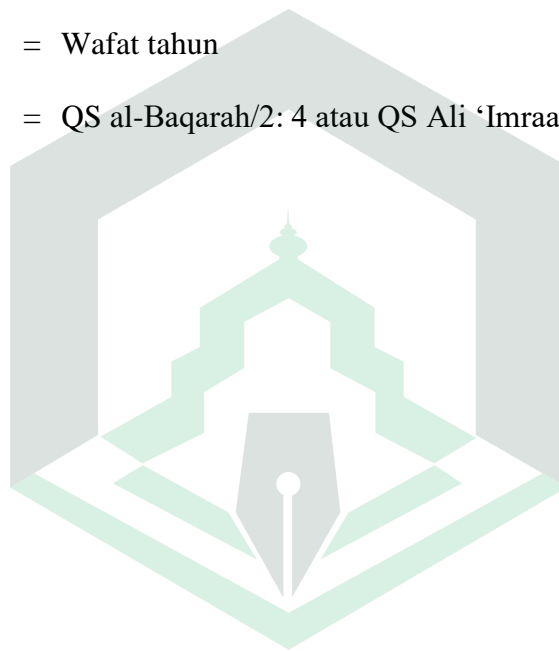 = Wafat tahun
= QS al-Baqarah/2: 4 atau QS Ali ‘Imraa